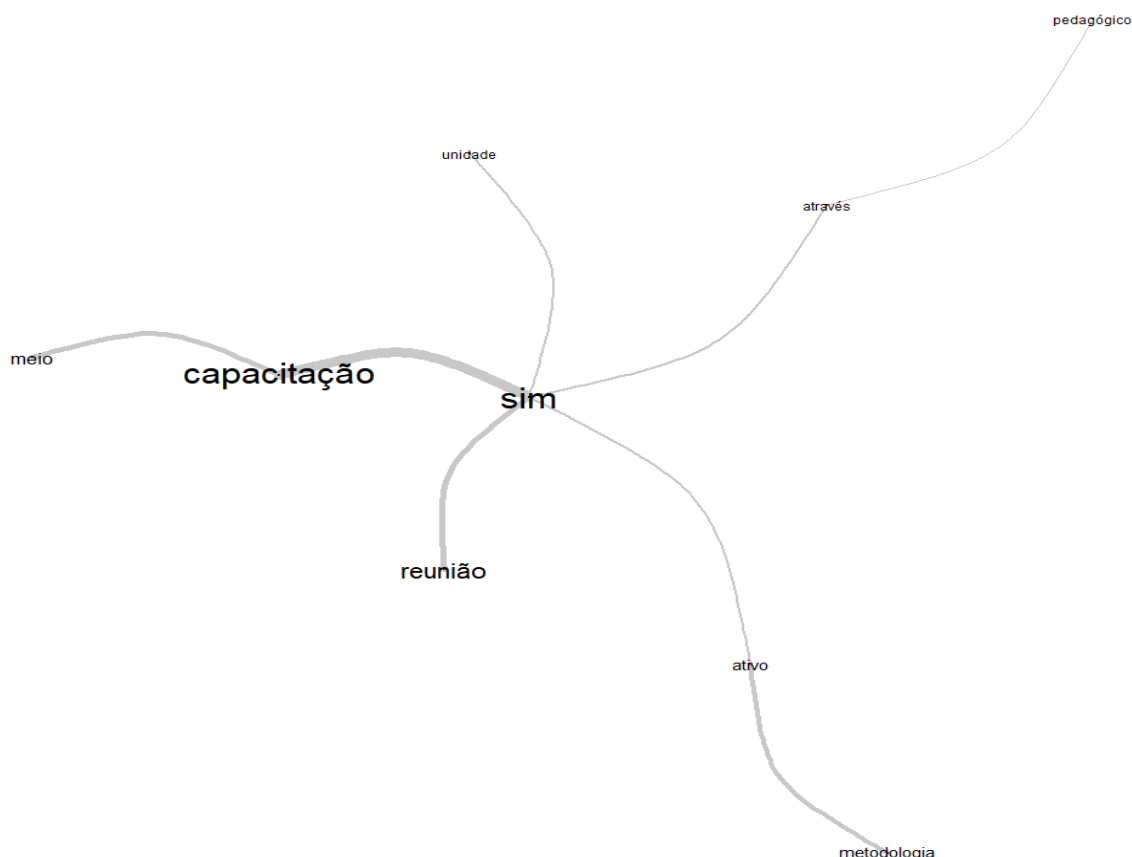 pedagógico
unidade
através
meio
capacitação
sim
reunião
ativo
metodologia